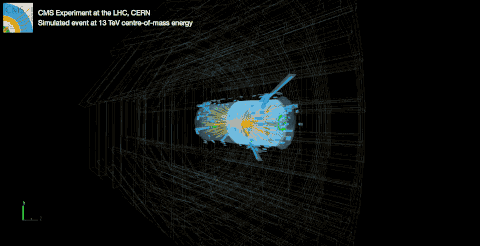 CMS Experiment at the LHC, CERN
Simulated event at 13 TeV centre-of-mass energy